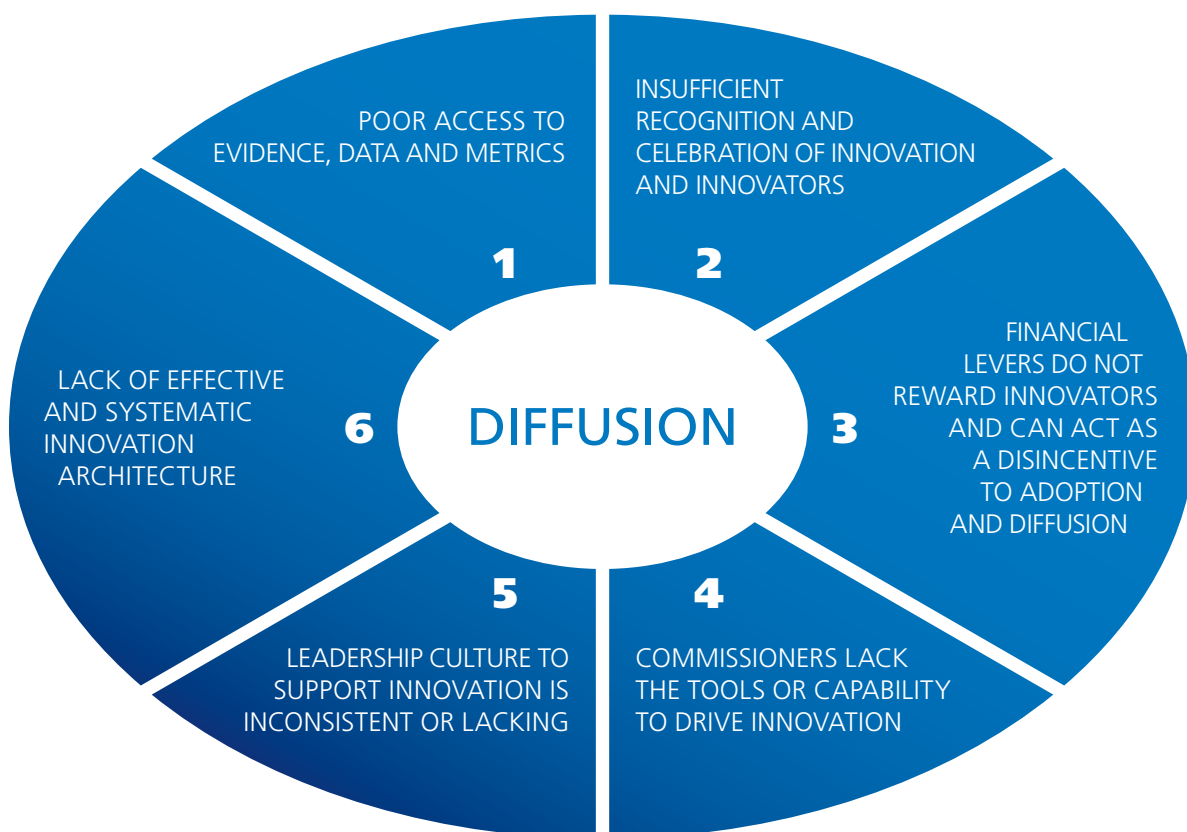 POOR ACCESS TO
EVIDENCE, DATA AND METRICS
1
INSUFFICIENT
RECOGNITION AND
CELEBRATION OF INNOVATION
AND INNOVATORS
2
FINANCIAL
LEVERS DO NOT
REWARD INNOVATORS
AND CAN ACT AS
A DISINCENTIVE
TO ADOPTION
AND DIFFUSION
3
COMMISSIONERS LACK
THE TOOLS OR CAPABILITY
TO DRIVE INNOVATION
4
LEADERSHIP CULTURE TO
SUPPORT INNOVATION IS
INCONSISTENT OR LACKING
5
LACK OF EFFECTIVE
AND SYSTEMATIC
INNOVATION
ARCHITECTURE
6
DIFFUSION